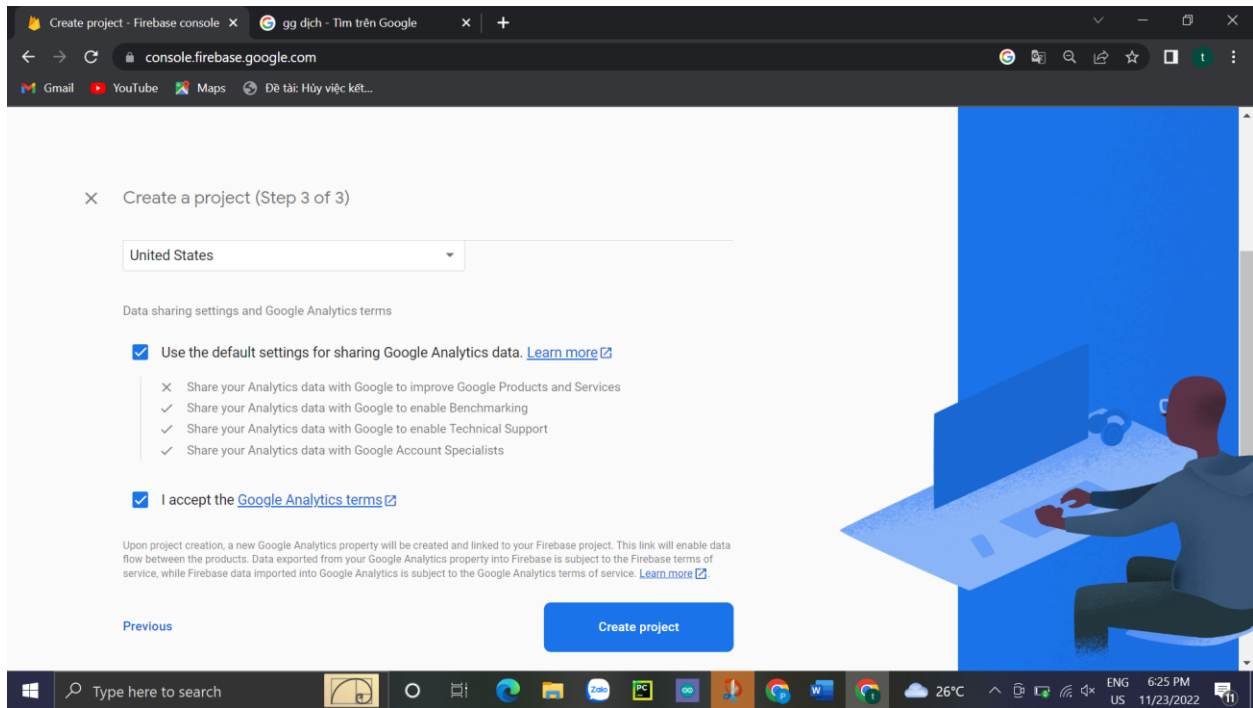 Create project - Firebase console
gg dịch - Tìm trên Google
console.firebase.google.com
t
Gmail
YouTube
Maps
Đề tài: Hủy việc kết...
Create a project (Step 3 of 3)
United States
Data sharing settings and Google Analytics terms
Use the default settings for sharing Google Analytics data. Learn more
Share your Analytics data with Google to improve Google Products and Services
Share your Analytics data with Google to enable Benchmarking
Share your Analytics data with Google to enable Technical Support
Share your Analytics data with Google Account Specialists
I accept the Google Analytics terms
Upon project creation, a new Google Analytics property will be created and linked to your Firebase project. This link will enable data
flow between the products. Data exported from your Google Analytics property into Firebase is subject to the Firebase terms of
service, while Firebase data imported into Google Analytics is subject to the Google Analytics terms of service. Learn more.
Previous
Create project
Type here to search
Zalo
PC
W
26°C
ENG
US
6:25 PM
11/23/2022
11